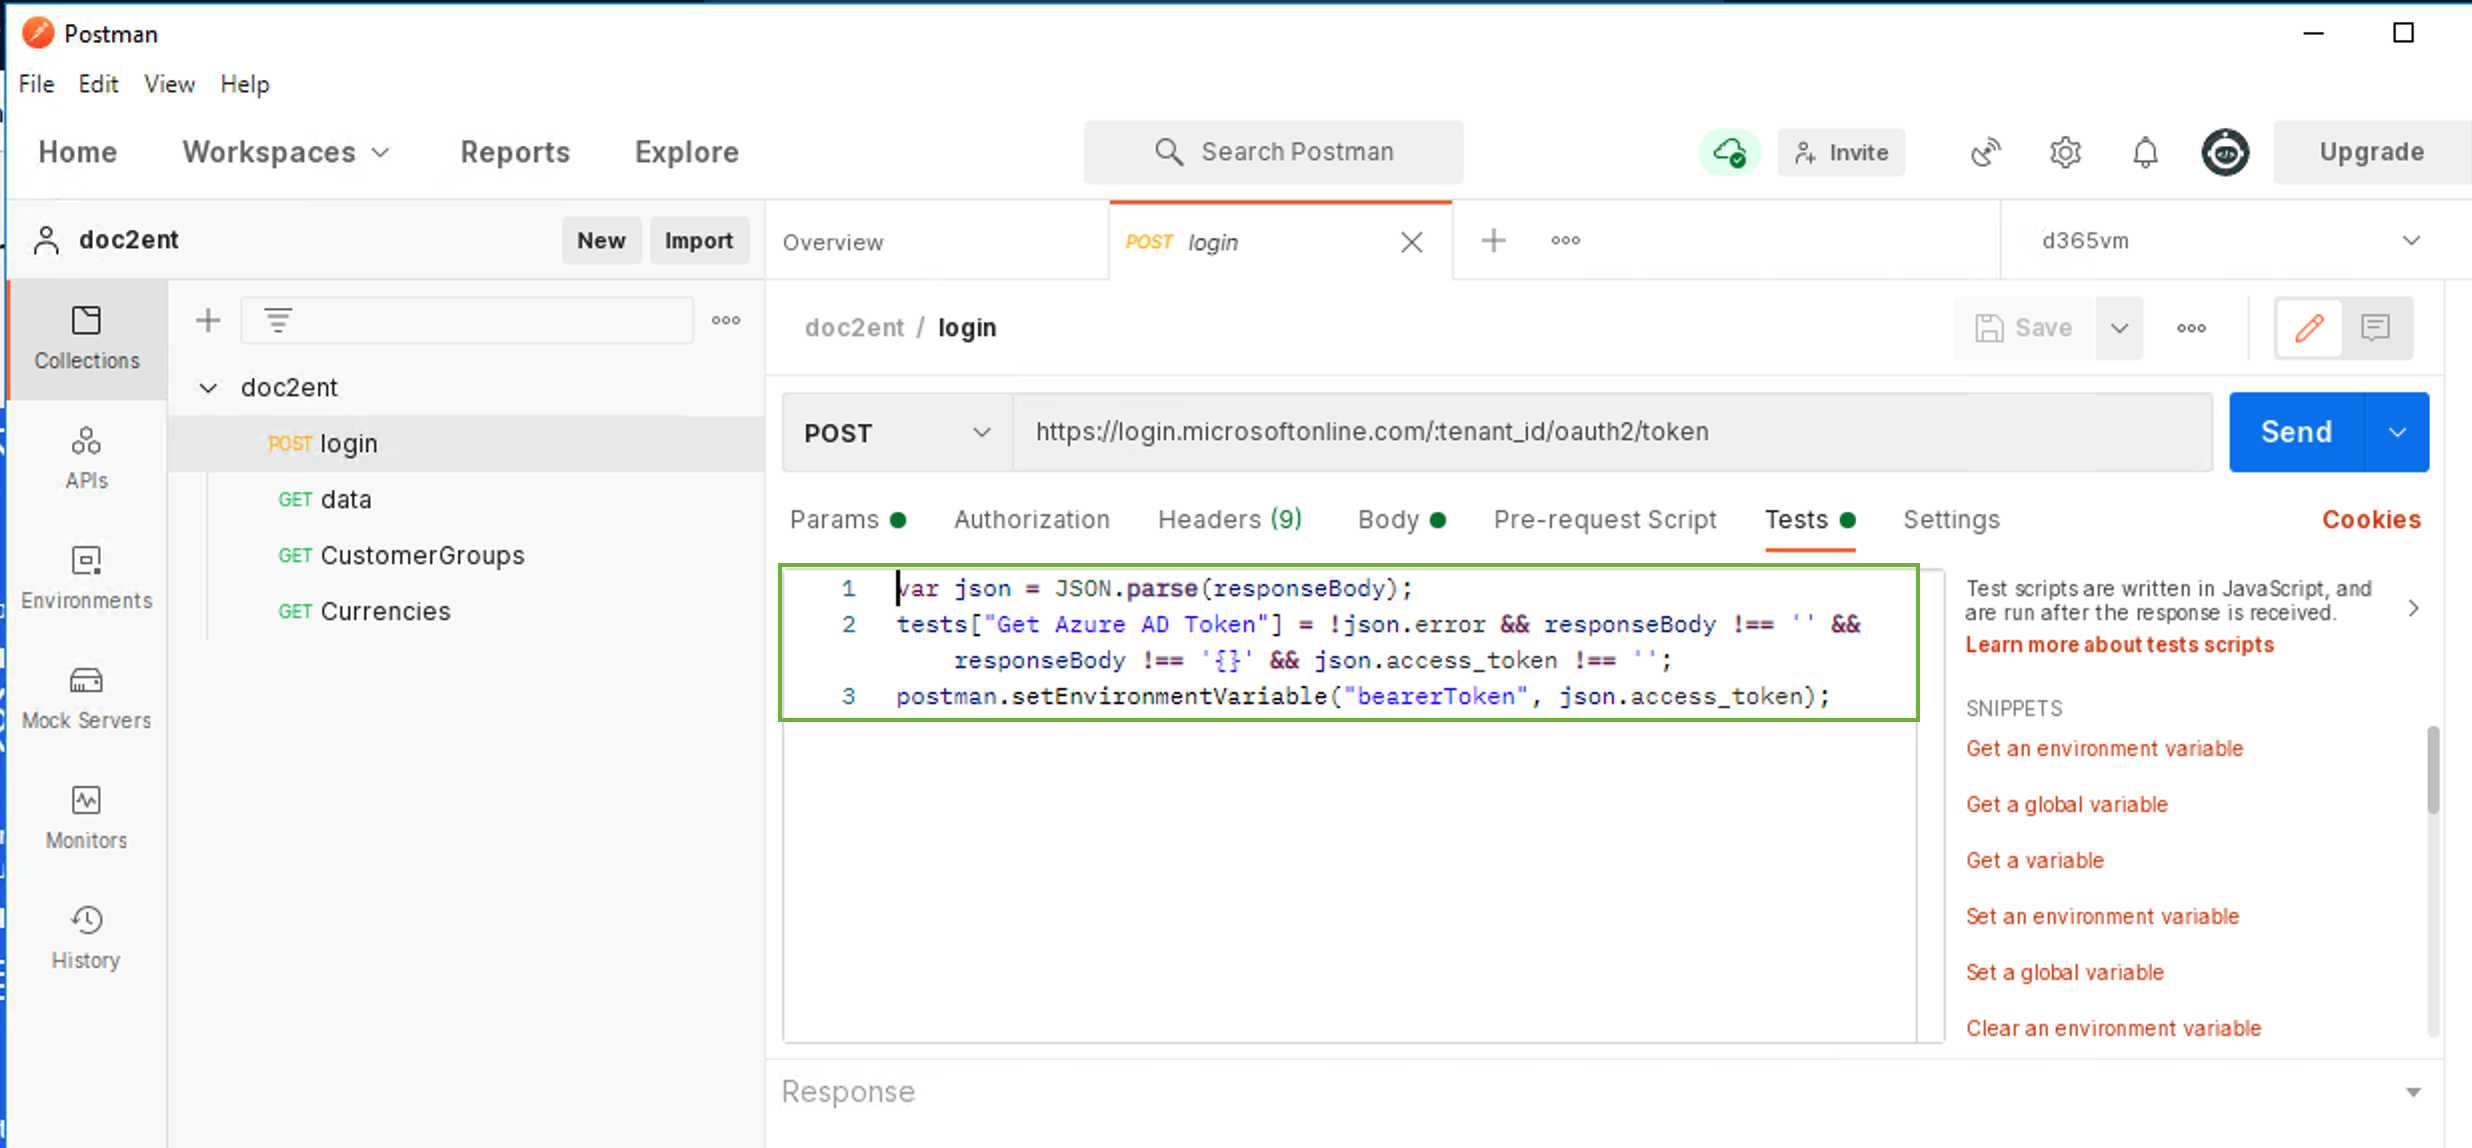 Postman
File Edit View Help
Home Workspaces Reports Explore Search Postman Invite Upgrade
doc2ent New Import Overview POST login d365vm
Collections
doc2ent / login Save
doc2ent
POST https://login.microsoftonline.com/:tenant_id/oauth2/token Send
POST login
APIs
GET data
Params Authorization Headers (9) Body Pre-request Script Tests Settings Cookies
GET CustomerGroups
Environments
GET Currencies
1 var json = JSON.parse(responseBody);
2 tests["Get Azure AD Token"] = !json.error && responseBody !== '' &&
responseBody !== '{}' && json.access_token !== '';
3 postman.setEnvironmentVariable("bearerToken", json.access_token);
Test scripts are written in JavaScript, and
are run after the response is received.
Learn more about tests scripts
SNIPPETS
Get an environment variable
Get a global variable
Get a variable
Set an environment variable
Set a global variable
Clear an environment variable
Mock Servers
Monitors
History
Response